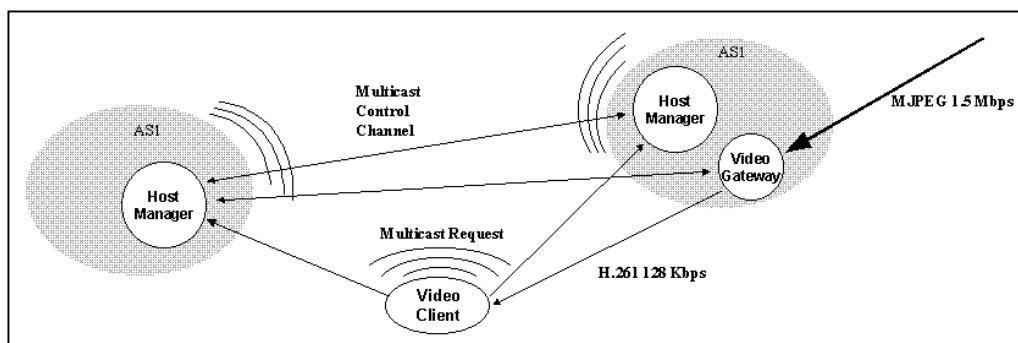 AS1
MJPEG 1.5 Mbps
Multicast
Control
Channel
Host
Manager
AS1
Video
Gateway
Host
Manager
Multicast Request
H.261 128 Kbps
Video
Client